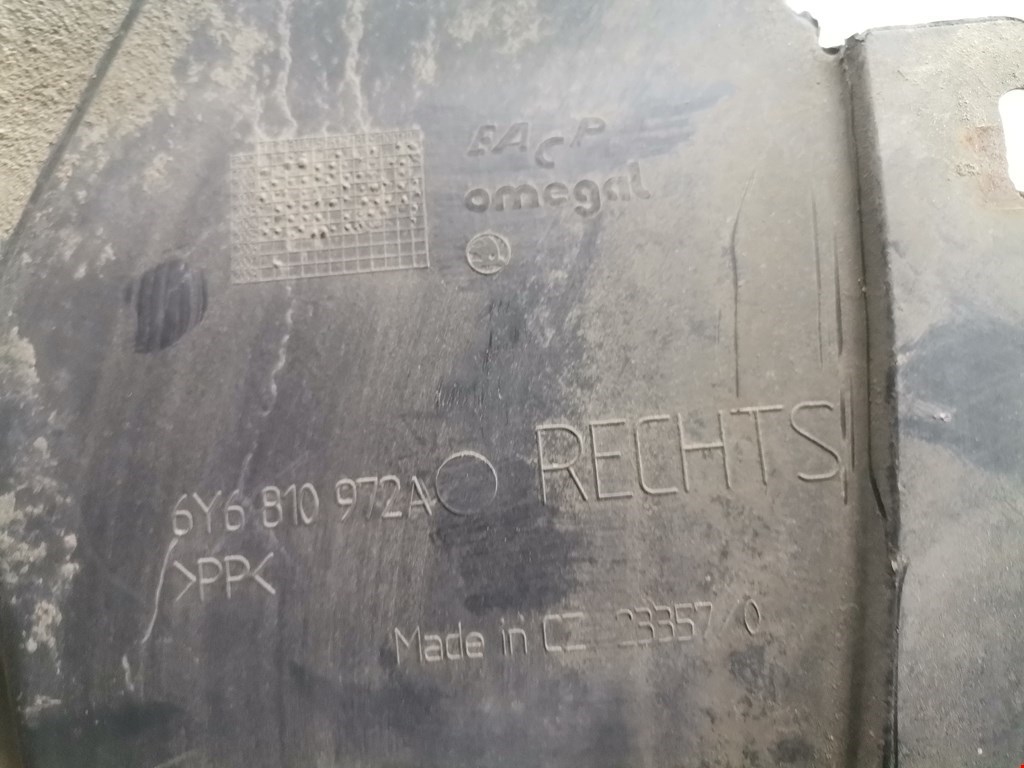 omegal
6Y6 810 972A
RECHTS
>PP<
Made in CZ